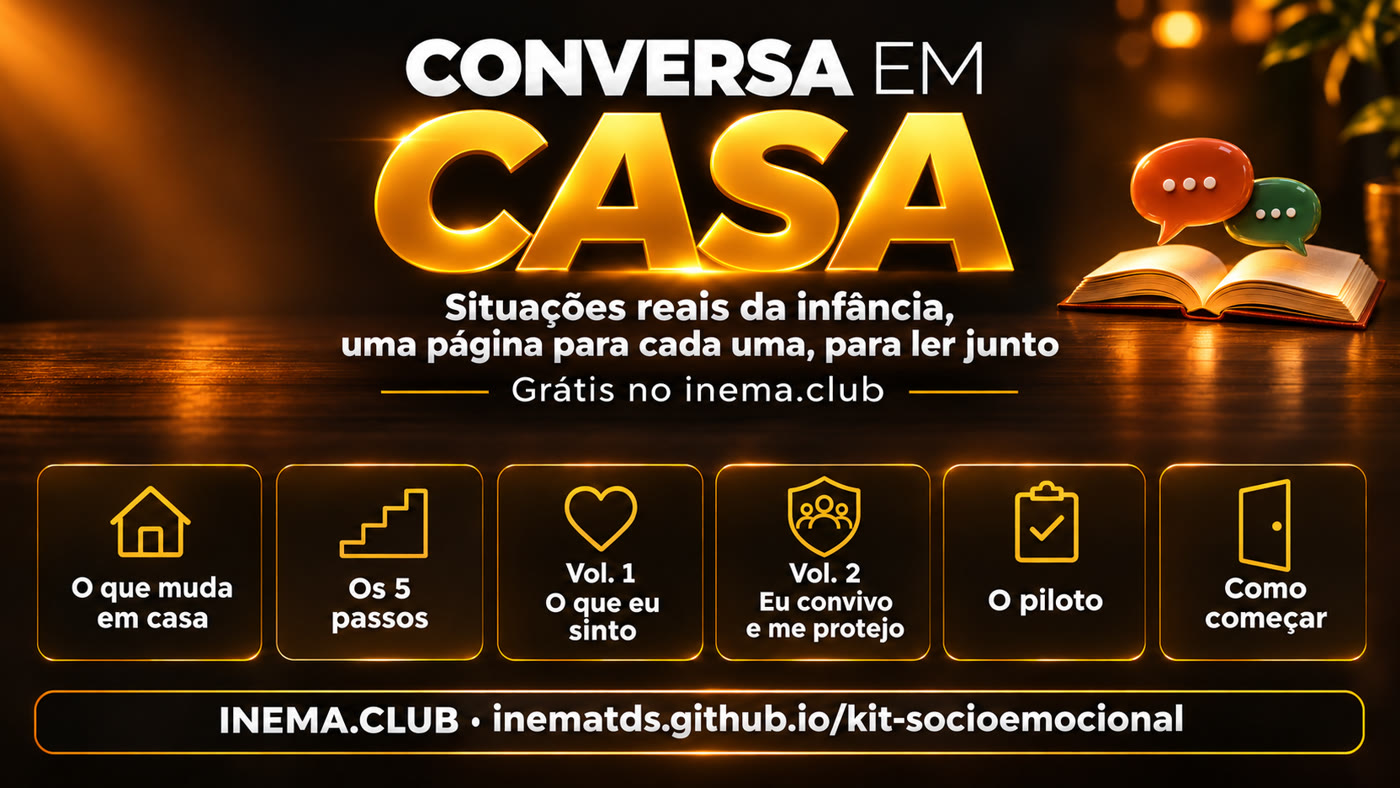 CONVERSA EM
CASA
Situações reais da infância,
uma página para cada uma, para ler junto
Grátis no inema.club
O que muda
em casa
Os 5
passos
Vol. 1
O que eu
sinto
Vol. 2
Eu convivo
e me protejo
O piloto
Como
começar
INEMA.CLUB • inematds.github.io/kit-socioemocional